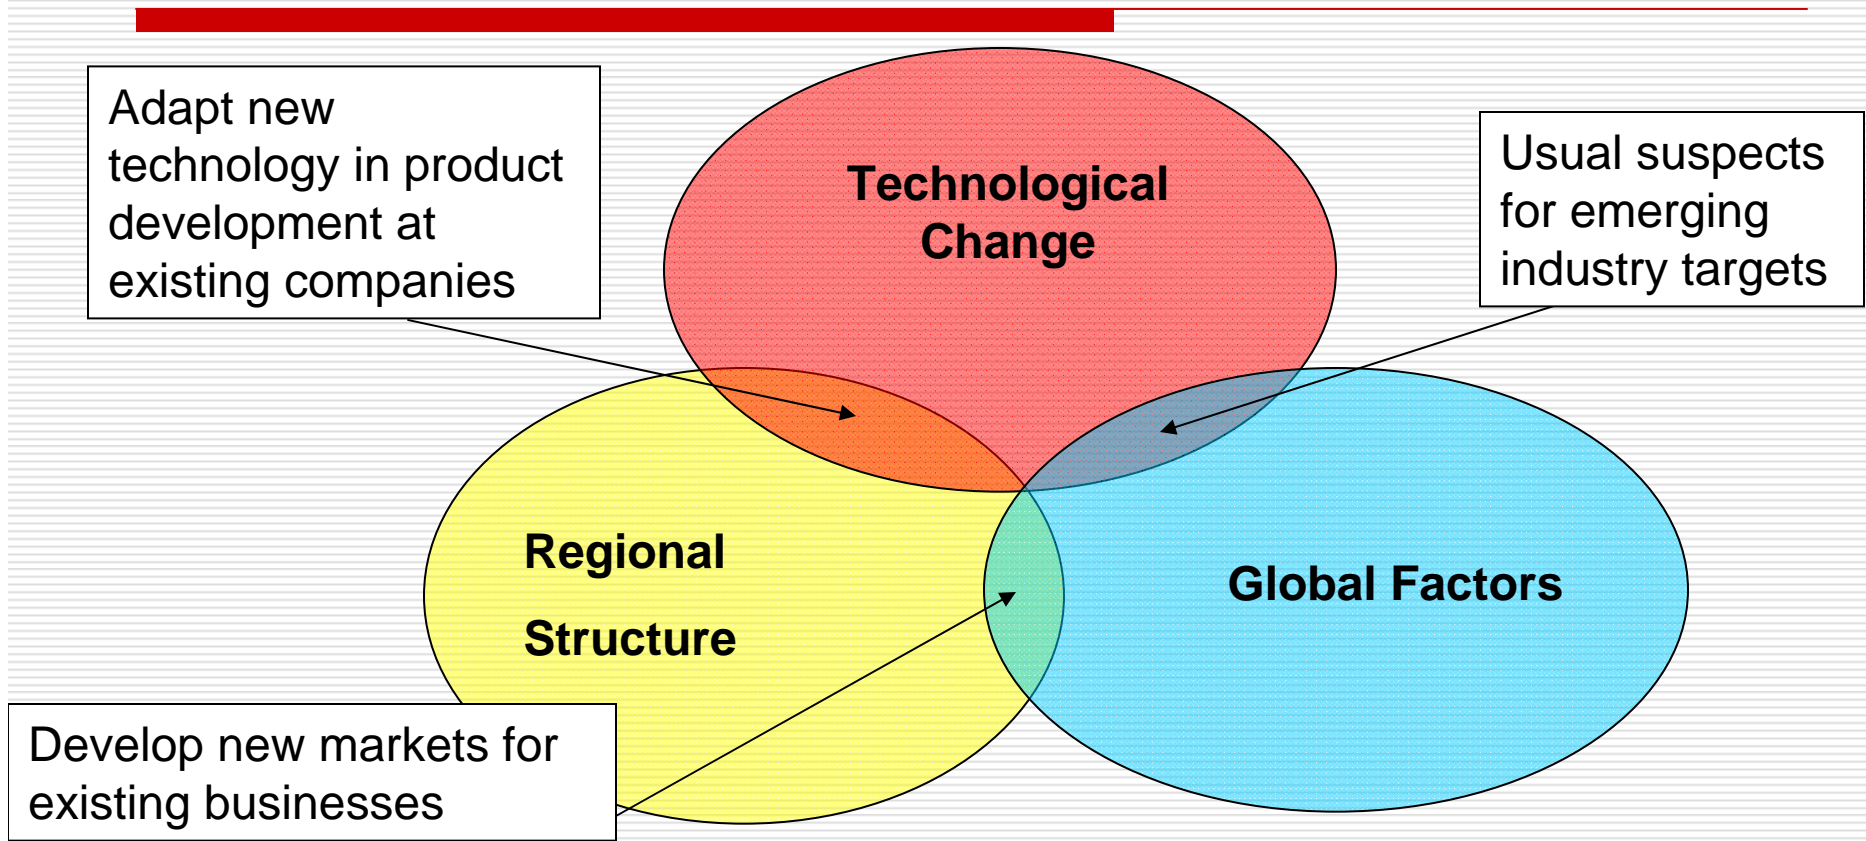 Adapt new
technology in product
development at
existing companies
Technological
Change
Usual suspects
for emerging
industry targets
Regional
Structure
Global Factors
Develop new markets for
existing businesses